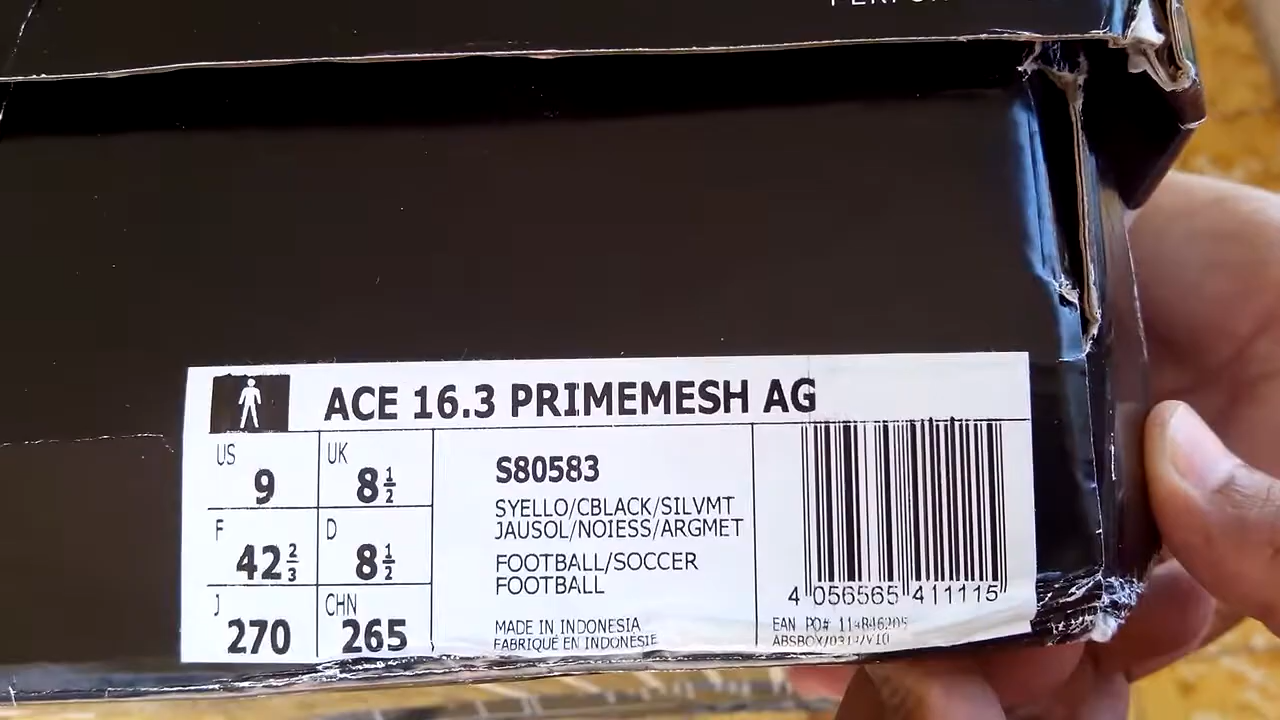 ACE 16.3 PRIMEMESH AG
US 9
UK 8½
F 42⅔
D 8½
J 270
CHN 265
S80583
SYELLO/CBLACK/SILVMT
JAUSOL/NOIESS/ARGMET
FOOTBALL/SOCCER
FOOTBALL
MADE IN INDONESIA
FABRIQUÉ EN INDONÉSIE
4 056565 411115
EAN PO#